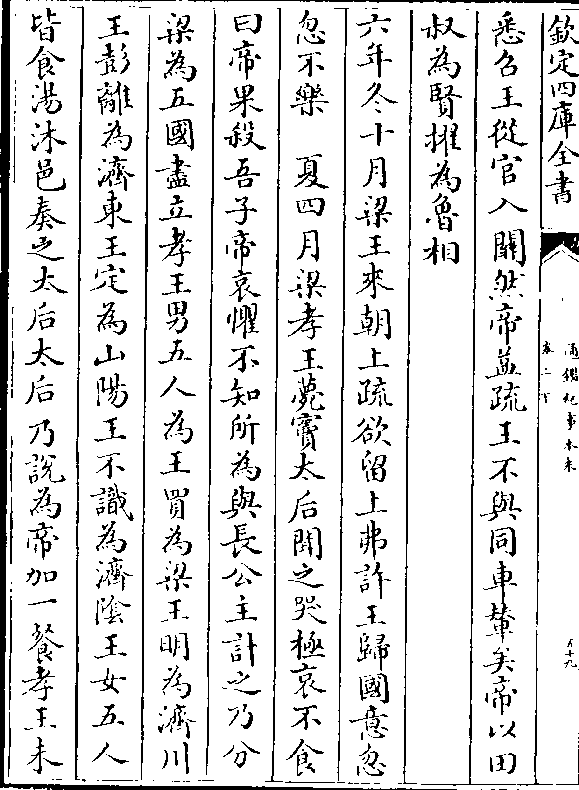 欽定四庫全書
通鑑紀事本末
卷二下
五十九
悉召王從官入關然帝益疏王不與同車輦矣帝以田
叔為賢擢為魯相
六年冬十月梁王來朝上疏欲留上弗許王歸國意忽
忽不樂　夏四月梁孝王薨竇太后聞之哭極哀不食
曰帝果殺吾子帝哀懼不知所為與長公主計之乃分
梁為五國盡立孝王男五人為王買為梁王明為濟川
王彭離為濟東王定為山陽王不識為濟陰王女五人
皆食湯沐邑奏之太后太后乃說為帝加一餐孝王未